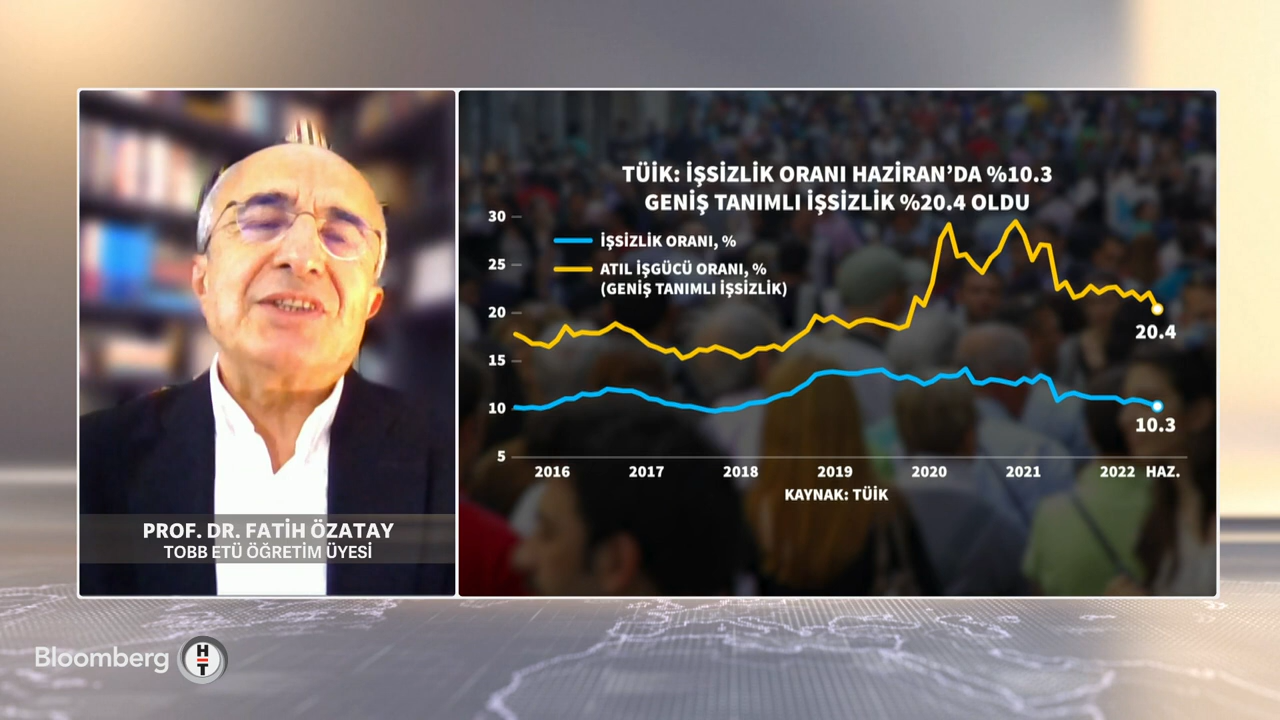 TÜİK: İŞSİZLİK ORANI HAZİRAN'DA %10.3
GENİŞ TANIMLI İŞSİZLİK %20.4 OLDU
30
İŞSİZLİK ORANI, %
25
ATIL İŞGÜCÜ ORANI, %
(GENİŞ TANIMLI İŞSİZLİK)
20
20.4
15
10
10.3
5
2016 2017 2018 2019 2020 2021 2022 HAZ.
KAYNAK: TÜİK
PROF. DR. FATİH ÖZATAY
TOBB ETÜ ÖĞRETİM ÜYESİ
Bloomberg HT